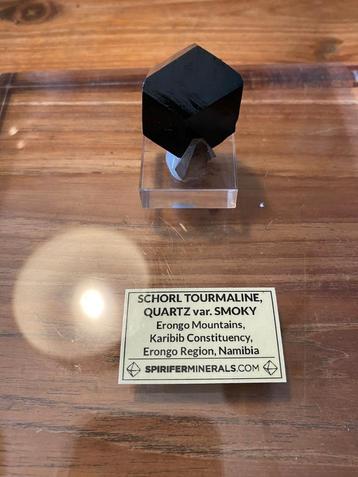 SCHORL TOURMALINE,
QUARTZ var. SMOKY
Erongo Mountains,
Karibib Constituency,
Erongo Region, Namibia
SPIRIFERMINERALS.COM